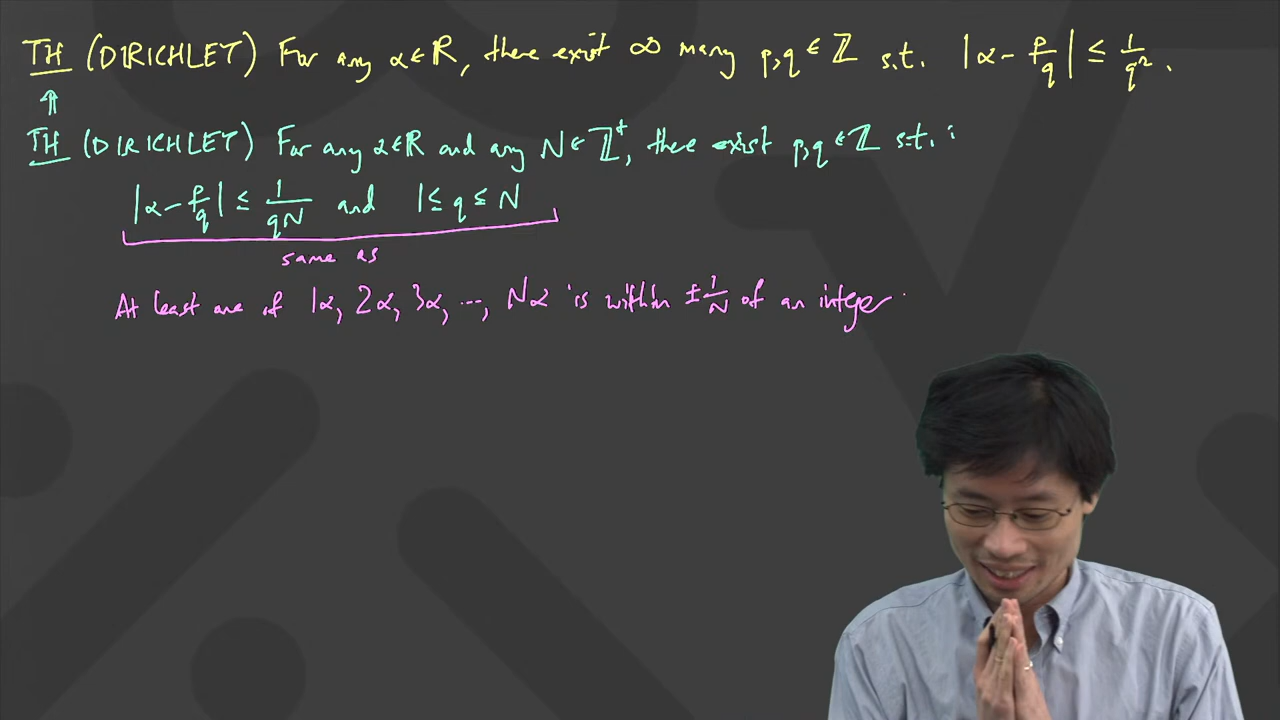 TH (DIRICHLET) For any α∈ℝ, there exist ∞ many p,q ∈ ℤ s.t. |α - p/q| ≤ 1/q².
⇑
TH (DIRICHLET) For any α∈ℝ and any N∈ℤ⁺, there exist p,q ∈ ℤ s.t. :
|α - p/q| ≤ 1/qN and 1 ≤ q ≤ N
same as
At least one of 1α, 2α, 3α, ..., Nα is within ± 1/N of an integer.